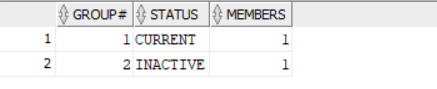 GROUP# STATUS MEMBERS
1 1 CURRENT 1
2 2 INACTIVE 1